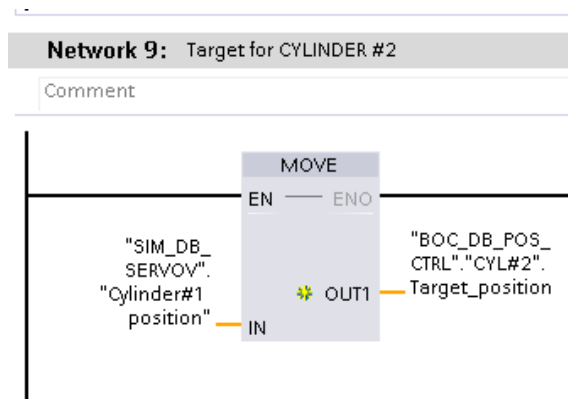 Network 9: Target for CYLINDER #2
Comment
MOVE
EN ENO
"SIM_DB_
SERVOV".
"Cylinder#1
position"
IN
OUT1
"BOC_DB_POS_
CTRL"."CYL#2".
Target_position